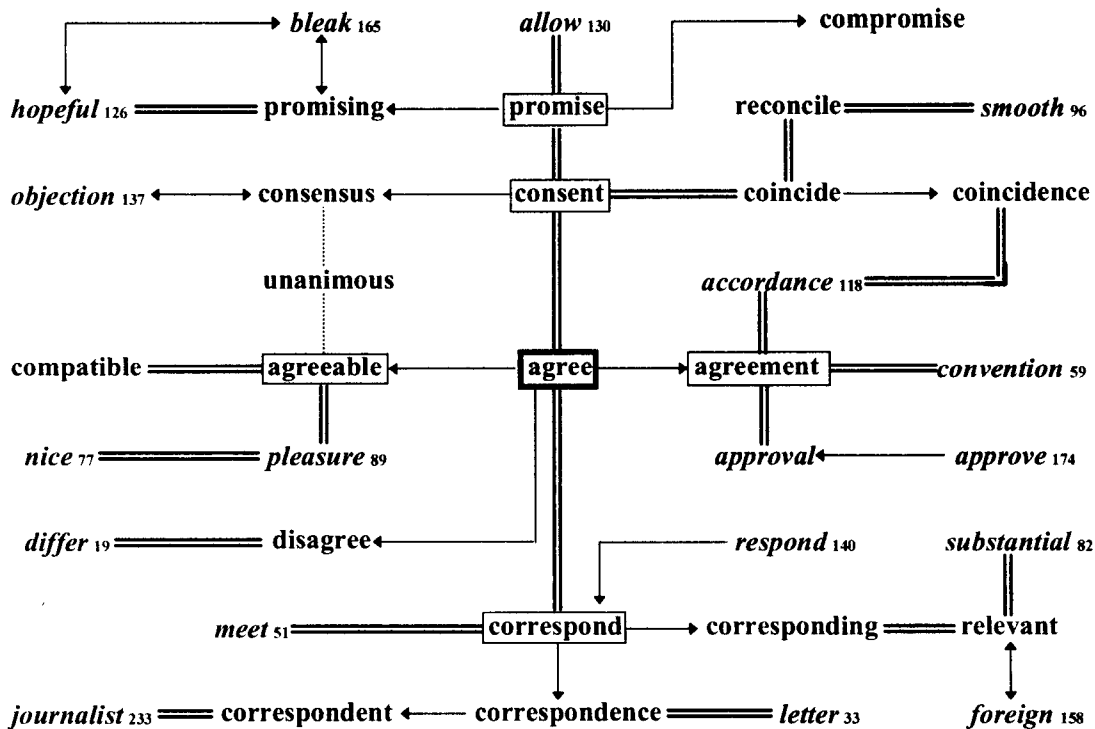 bleak 165 allow 130 compromise
hopeful 126 promising promise reconcile smooth 96
objection 137 consensus consent coincide coincidence
unanimous accordance 118
compatible agreeable agree agreement convention 59
nice 77 pleasure 89 approval approve 174
differ 19 disagree respond 140 substantial 82
meet 51 correspond corresponding relevant
journalist 233 correspondent correspondence letter 33 foreign 158